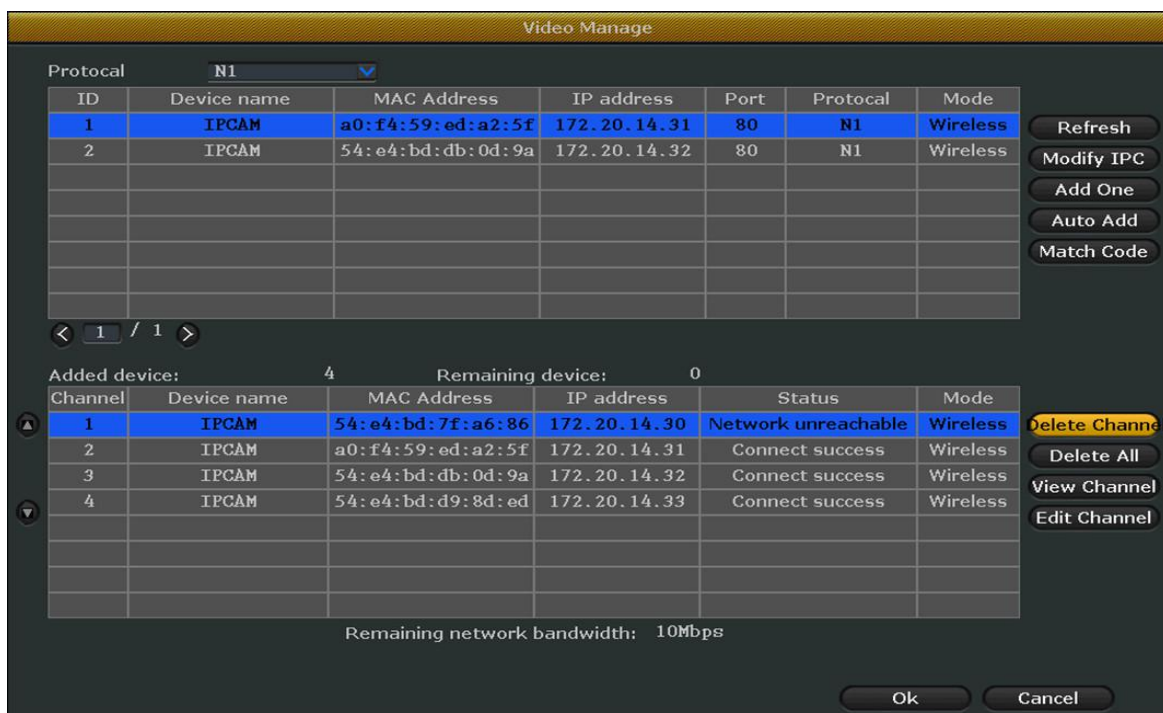 Video Manage
Protocal N1
ID Device name MAC Address IP address Port Protocal Mode
1 IPCAM a0:f4:59:ed:a2:5f 172.20.14.31 80 N1 Wireless
Refresh
2 IPCAM 54:e4:bd:db:0d:9a 172.20.14.32 80 N1 Wireless
Modify IPC
Add One
Auto Add
Match Code
1 / 1
Added device: 4 Remaining device: 0
Channel Device name MAC Address IP address Status Mode
1 IPCAM 54:e4:bd:7f:a6:86 172.20.14.30 Network unreachable Wireless
Delete Channe
2 IPCAM a0:f4:59:ed:a2:5f 172.20.14.31 Connect success Wireless
Delete All
3 IPCAM 54:e4:bd:db:0d:9a 172.20.14.32 Connect success Wireless
View Channel
4 IPCAM 54:e4:bd:d9:8d:ed 172.20.14.33 Connect success Wireless
Edit Channel
Remaining network bandwidth: 10Mbps
Ok Cancel